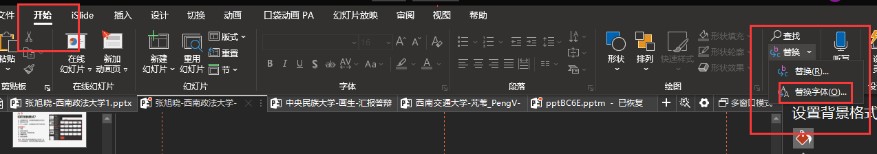 开始 iSlide 插入 设计 切换 动画 口袋动画 PA 幻灯片放映 审阅 视图 帮助
版式 查找
重置 替换
节
粘贴 在线幻灯片 新加动画页 新建幻灯片 重用幻灯片 形状 排列 快速样式 听写
形状填充
形状轮廓
形状效果
替换(R)...
剪贴板 在线幻灯片 幻灯片 字体 段落
替换字体(O)...
张旭晓-西南政法大学1.pptx 张旭晓-西南政法大学- 中央民族大学-画生-汇报答辩 西南交通大学-芃苇_PengV- pptBC6E.pptm - 已恢复 多窗口模式
设置背景格式